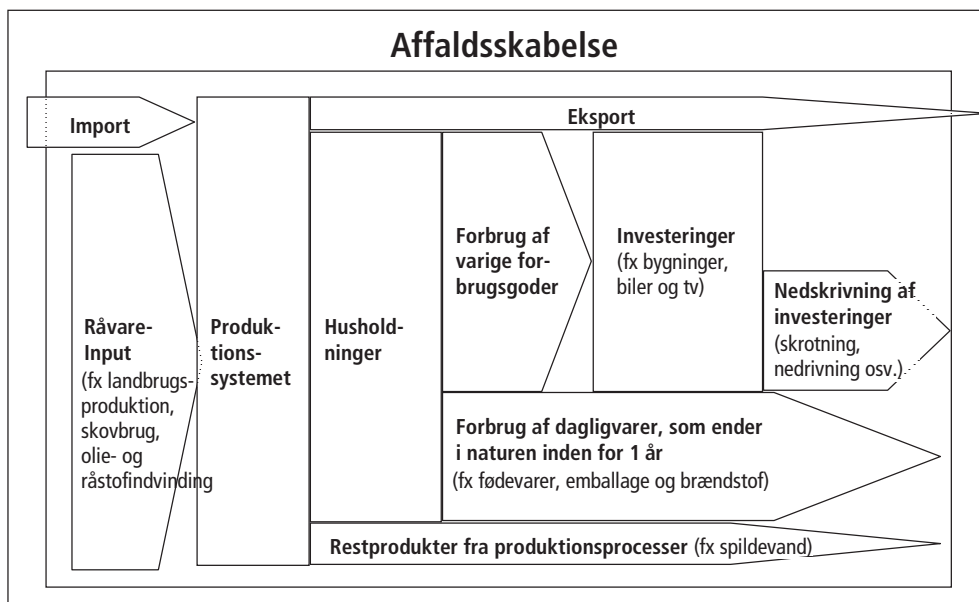 Affaldsskabelse
Import
Eksport
Råvare-
Input
(fx landbrugs-
produktion,
skovbrug,
olie- og
råstofindvinding
Produk-
tions-
systemet
Hushold-
ninger
Forbrug af
varige for-
brugsgoder
Investeringer
(fx bygninger,
biler og tv)
Nedskrivning af
investeringer
(skrotning,
nedrivning osv.)
Forbrug af dagligvarer, som ender
i naturen inden for 1 år
(fx fødevarer, emballage og brændstof)
Restprodukter fra produktionsprocesser (fx spildevand)